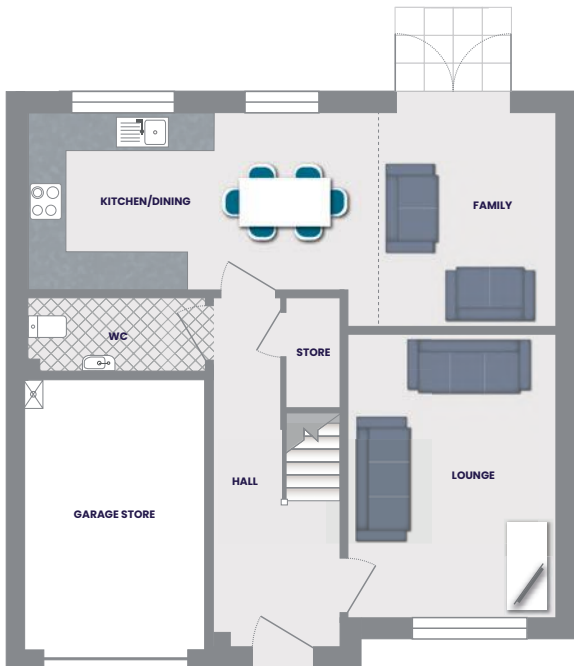 KITCHEN/DINING
FAMILY
WC
STORE
HALL
LOUNGE
GARAGE STORE